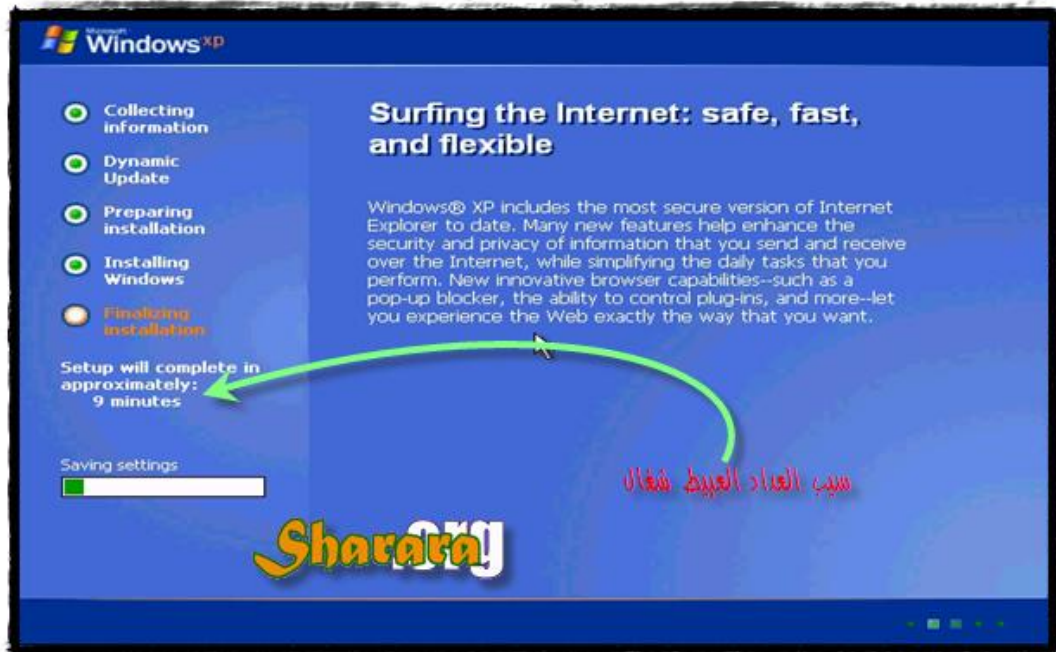 Microsoft
Windows xp
Collecting
information
Dynamic
Update
Preparing
installation
Installing
Windows
Finalizing
installation
Setup will complete in
approximately:
9 minutes
Saving settings
Surfing the Internet: safe, fast,
and flexible
Windows® XP includes the most secure version of Internet
Explorer to date. Many new features help enhance the
security and privacy of information that you send and receive
over the Internet, while simplifying the daily tasks that you
perform. New innovative browser capabilities--such as a
pop-up blocker, the ability to control plug-ins, and more--let
you experience the Web exactly the way that you want.
سيب العداد العبيط شغال
Sharara.org